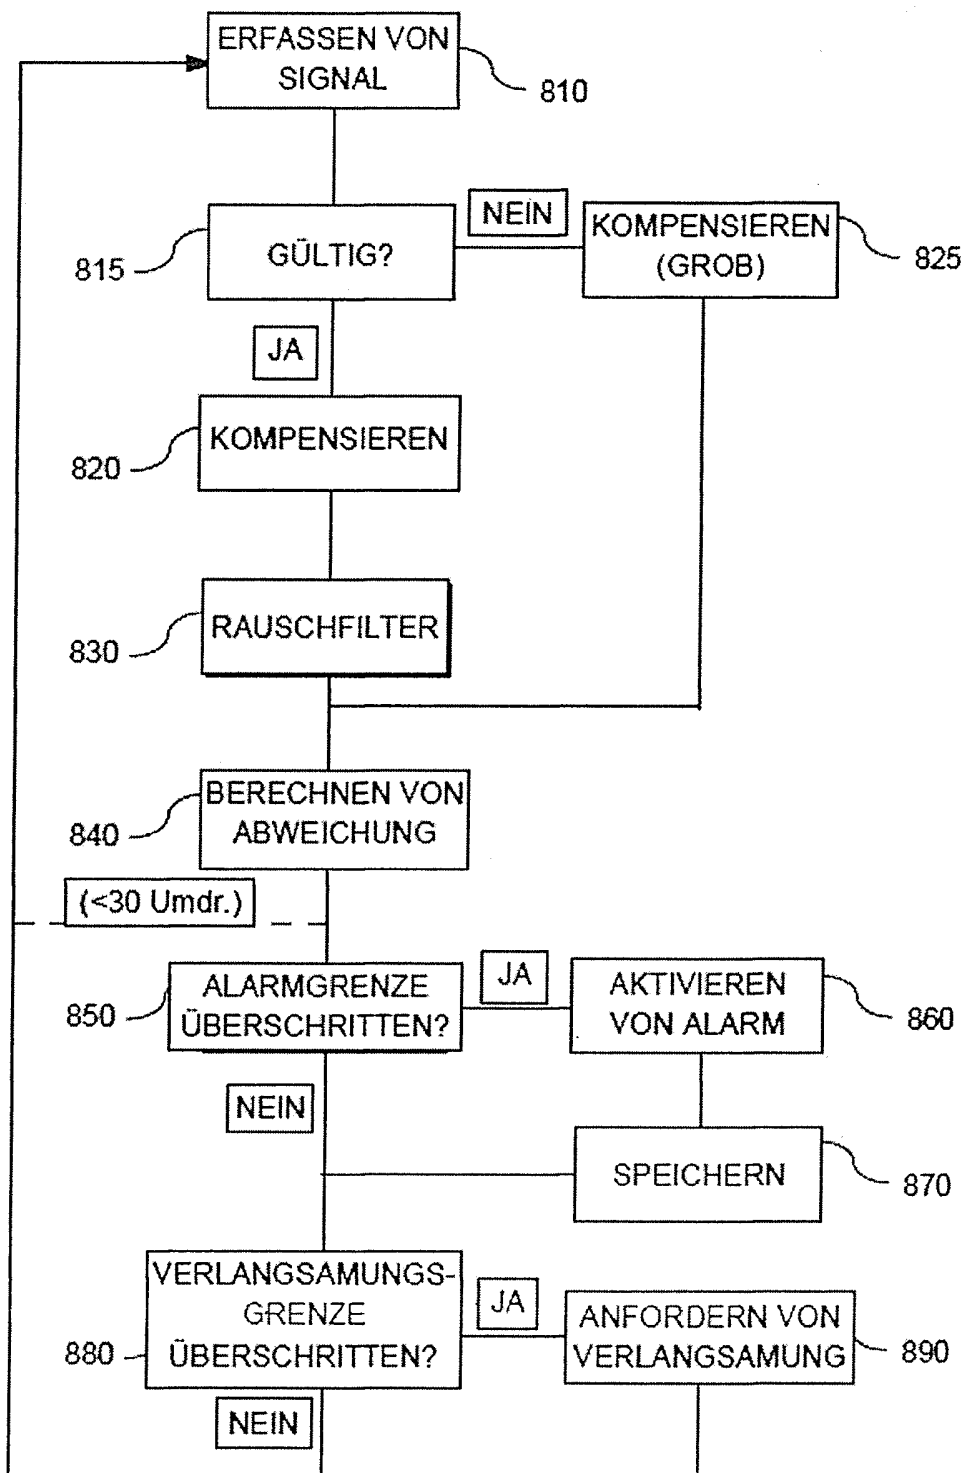 ERFASSEN VON
SIGNAL
810
NEIN
GÜLTIG?
815
KOMPENSIEREN
(GROB)
825
JA
KOMPENSIEREN
820
RAUSCHFILTER
830
BERECHNEN VON
ABWEICHUNG
840
(<30 Umdr.)
ALARMGRENZE
ÜBERSCHRITTEN?
850
JA
AKTIVIEREN
VON ALARM
860
NEIN
SPEICHERN
870
VERLANGSAMUNGS-
GRENZE
ÜBERSCHRITTEN?
880
JA
ANFORDERN VON
VERLANGSAMUNG
890
NEIN